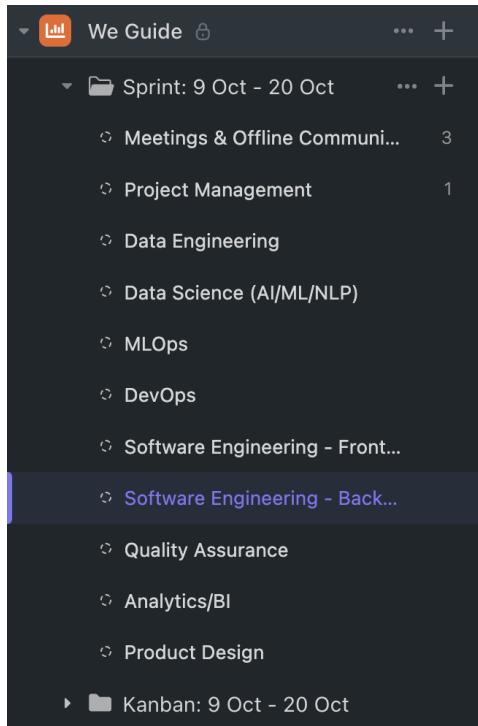 We Guide
Sprint: 9 Oct - 20 Oct
Meetings & Offline Communi... 3
Project Management 1
Data Engineering
Data Science (AI/ML/NLP)
MLOps
DevOps
Software Engineering - Front...
Software Engineering - Back...
Quality Assurance
Analytics/BI
Product Design
Kanban: 9 Oct - 20 Oct